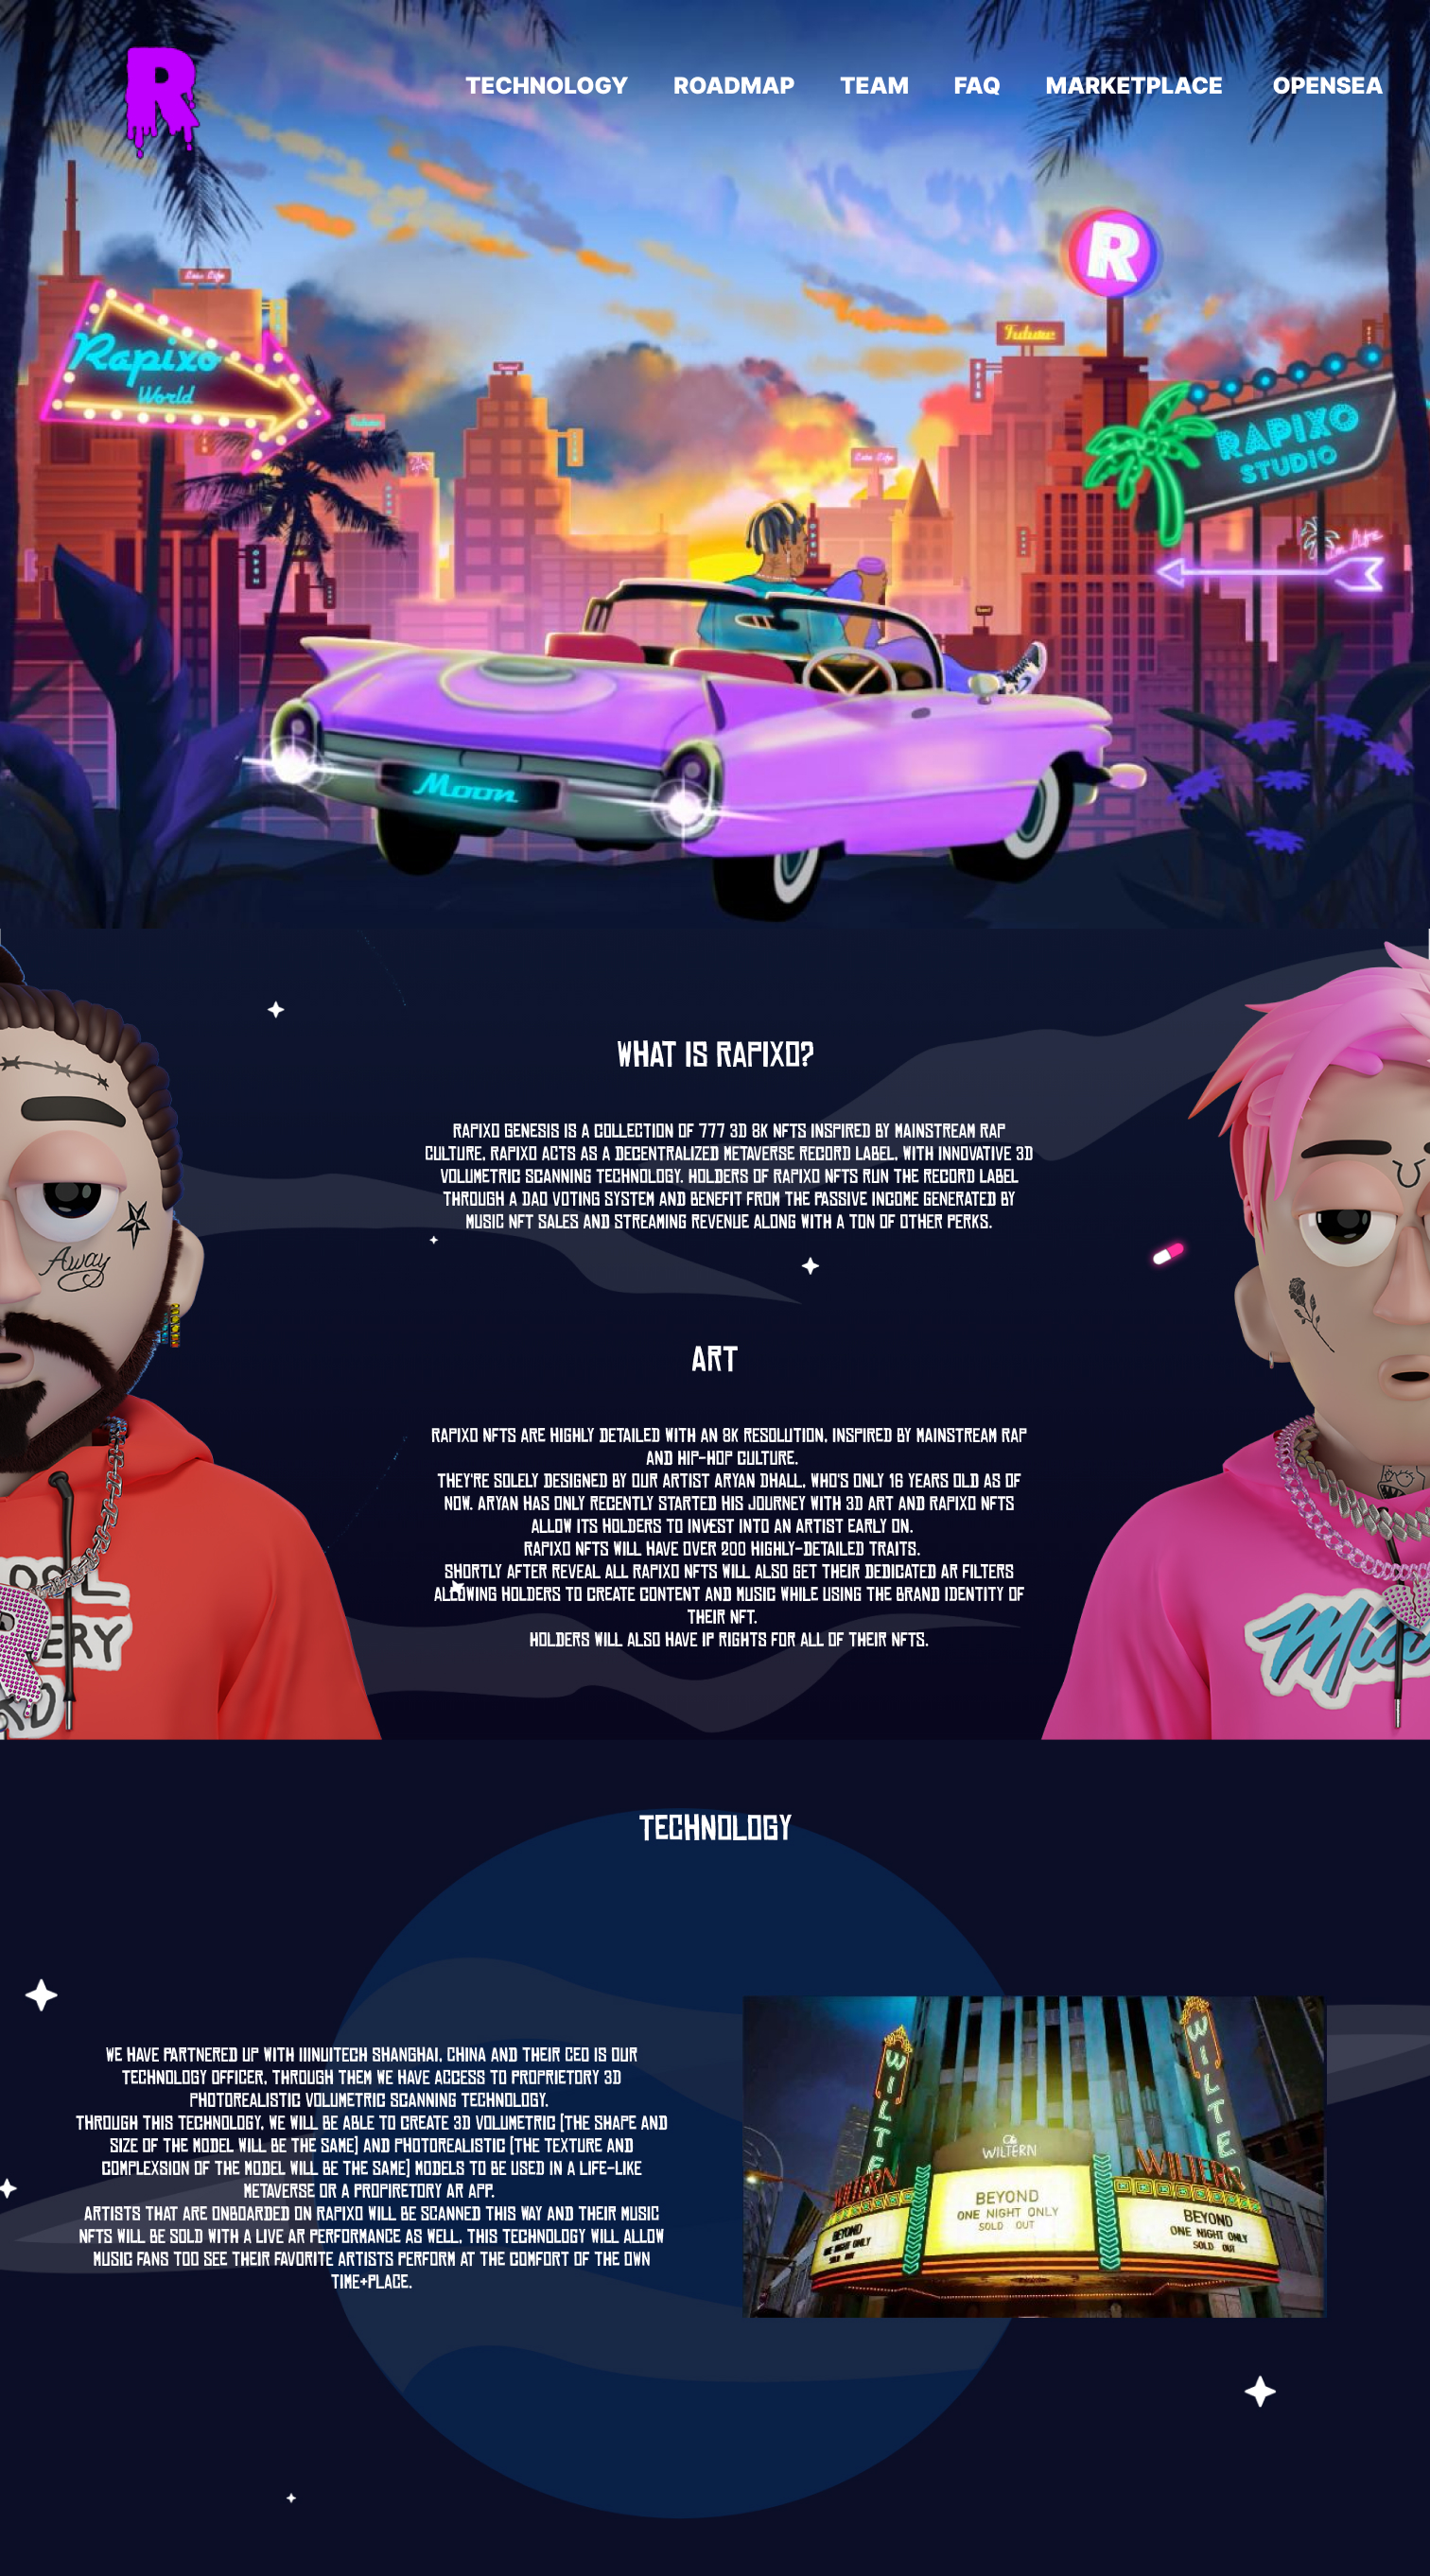 R
TECHNOLOGY ROADMAP TEAM FAQ MARKETPLACE OPENSEA
R
Future
Rapixo
World
RAPIXO
STUDIO
Moon
WHAT IS RAPIXO?
RAPIXO GENESIS IS A COLLECTION OF 777 3D 8K NFTS INSPIRED BY MAINSTREAM RAP
CULTURE, RAPIXO ACTS AS A DECENTRALIZED METAVERSE RECORD LABEL, WITH INNOVATIVE 3D
VOLUMETRIC SCANNING TECHNOLOGY. HOLDERS OF RAPIXO NFTS RUN THE RECORD LABEL
THROUGH A DAO VOTING SYSTEM AND BENEFIT FROM THE PASSIVE INCOME GENERATED BY
MUSIC NFT SALES AND STREAMING REVENUE ALONG WITH A TON OF OTHER PERKS.
Away
ART
RAPIXO NFTS ARE HIGHLY DETAILED WITH AN 8K RESOLUTION, INSPIRED BY MAINSTREAM RAP
AND HIP-HOP CULTURE.
THEY'RE SOLELY DESIGNED BY OUR ARTIST ARYAN DHALL, WHO'S ONLY 16 YEARS OLD AS OF
NOW. ARYAN HAS ONLY RECENTLY STARTED HIS JOURNEY WITH 3D ART AND RAPIXO NFTS
ALLOW ITS HOLDERS TO INVEST INTO AN ARTIST EARLY ON.
RAPIXO NFTS WILL HAVE OVER 200 HIGHLY-DETAILED TRAITS.
SHORTLY AFTER REVEAL ALL RAPIXO NFTS WILL ALSO GET THEIR DEDICATED AR FILTERS
ALLOWING HOLDERS TO CREATE CONTENT AND MUSIC WHILE USING THE BRAND IDENTITY OF
THEIR NFT.
HOLDERS WILL ALSO HAVE IP RIGHTS FOR ALL OF THEIR NFTS.
TECHNOLOGY
WE HAVE PARTNERED UP WITH IIINUITECH SHANGHAI, CHINA AND THEIR CEO IS OUR
TECHNOLOGY OFFICER, THROUGH THEM WE HAVE ACCESS TO PROPRIETORY 3D
PHOTOREALISTIC VOLUMETRIC SCANNING TECHNOLOGY.
THROUGH THIS TECHNOLOGY, WE WILL BE ABLE TO CREATE 3D VOLUMETRIC [THE SHAPE AND
SIZE OF THE MODEL WILL BE THE SAME] AND PHOTOREALISTIC [THE TEXTURE AND
COMPLEXSION OF THE MODEL WILL BE THE SAME] MODELS TO BE USED IN A LIFE-LIKE
METAVERSE OR A PROPIRETORY AR APP.
ARTISTS THAT ARE ONBOARDED ON RAPIXO WILL BE SCANNED THIS WAY AND THEIR MUSIC
NFTS WILL BE SOLD WITH A LIVE AR PERFORMANCE AS WELL, THIS TECHNOLOGY WILL ALLOW
MUSIC FANS TOO SEE THEIR FAVORITE ARTISTS PERFORM AT THE COMFORT OF THE OWN
TIME+PLACE.
WILTE
WILTE
The
WILTERN
WILTERN
WILTERN
BEYOND
ONE NIGHT ONLY
SOLD OUT
BEYOND
ONE NIGHT ONLY
SOLD OUT
BEYOND
ONE NIGHT ONLY
SOLD OUT